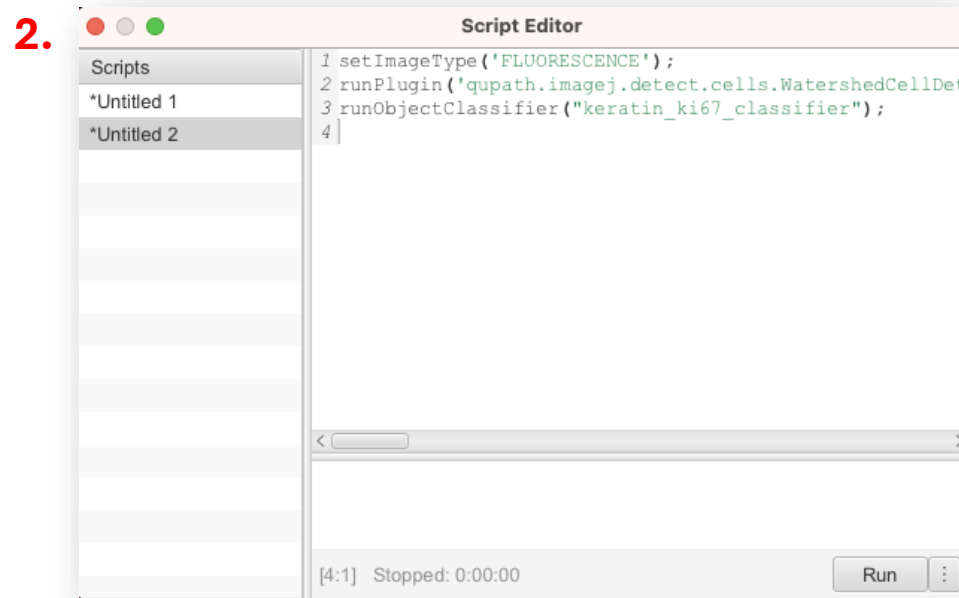 2.
Script Editor
Scripts
*Untitled 1
*Untitled 2
1 setImageType('FLUORESCENCE');
2 runPlugin('qupath.imagej.detect.cells.WatershedCellDet
3 runObjectClassifier("keratin_ki67_classifier");
4
[4:1] Stopped: 0:00:00
Run